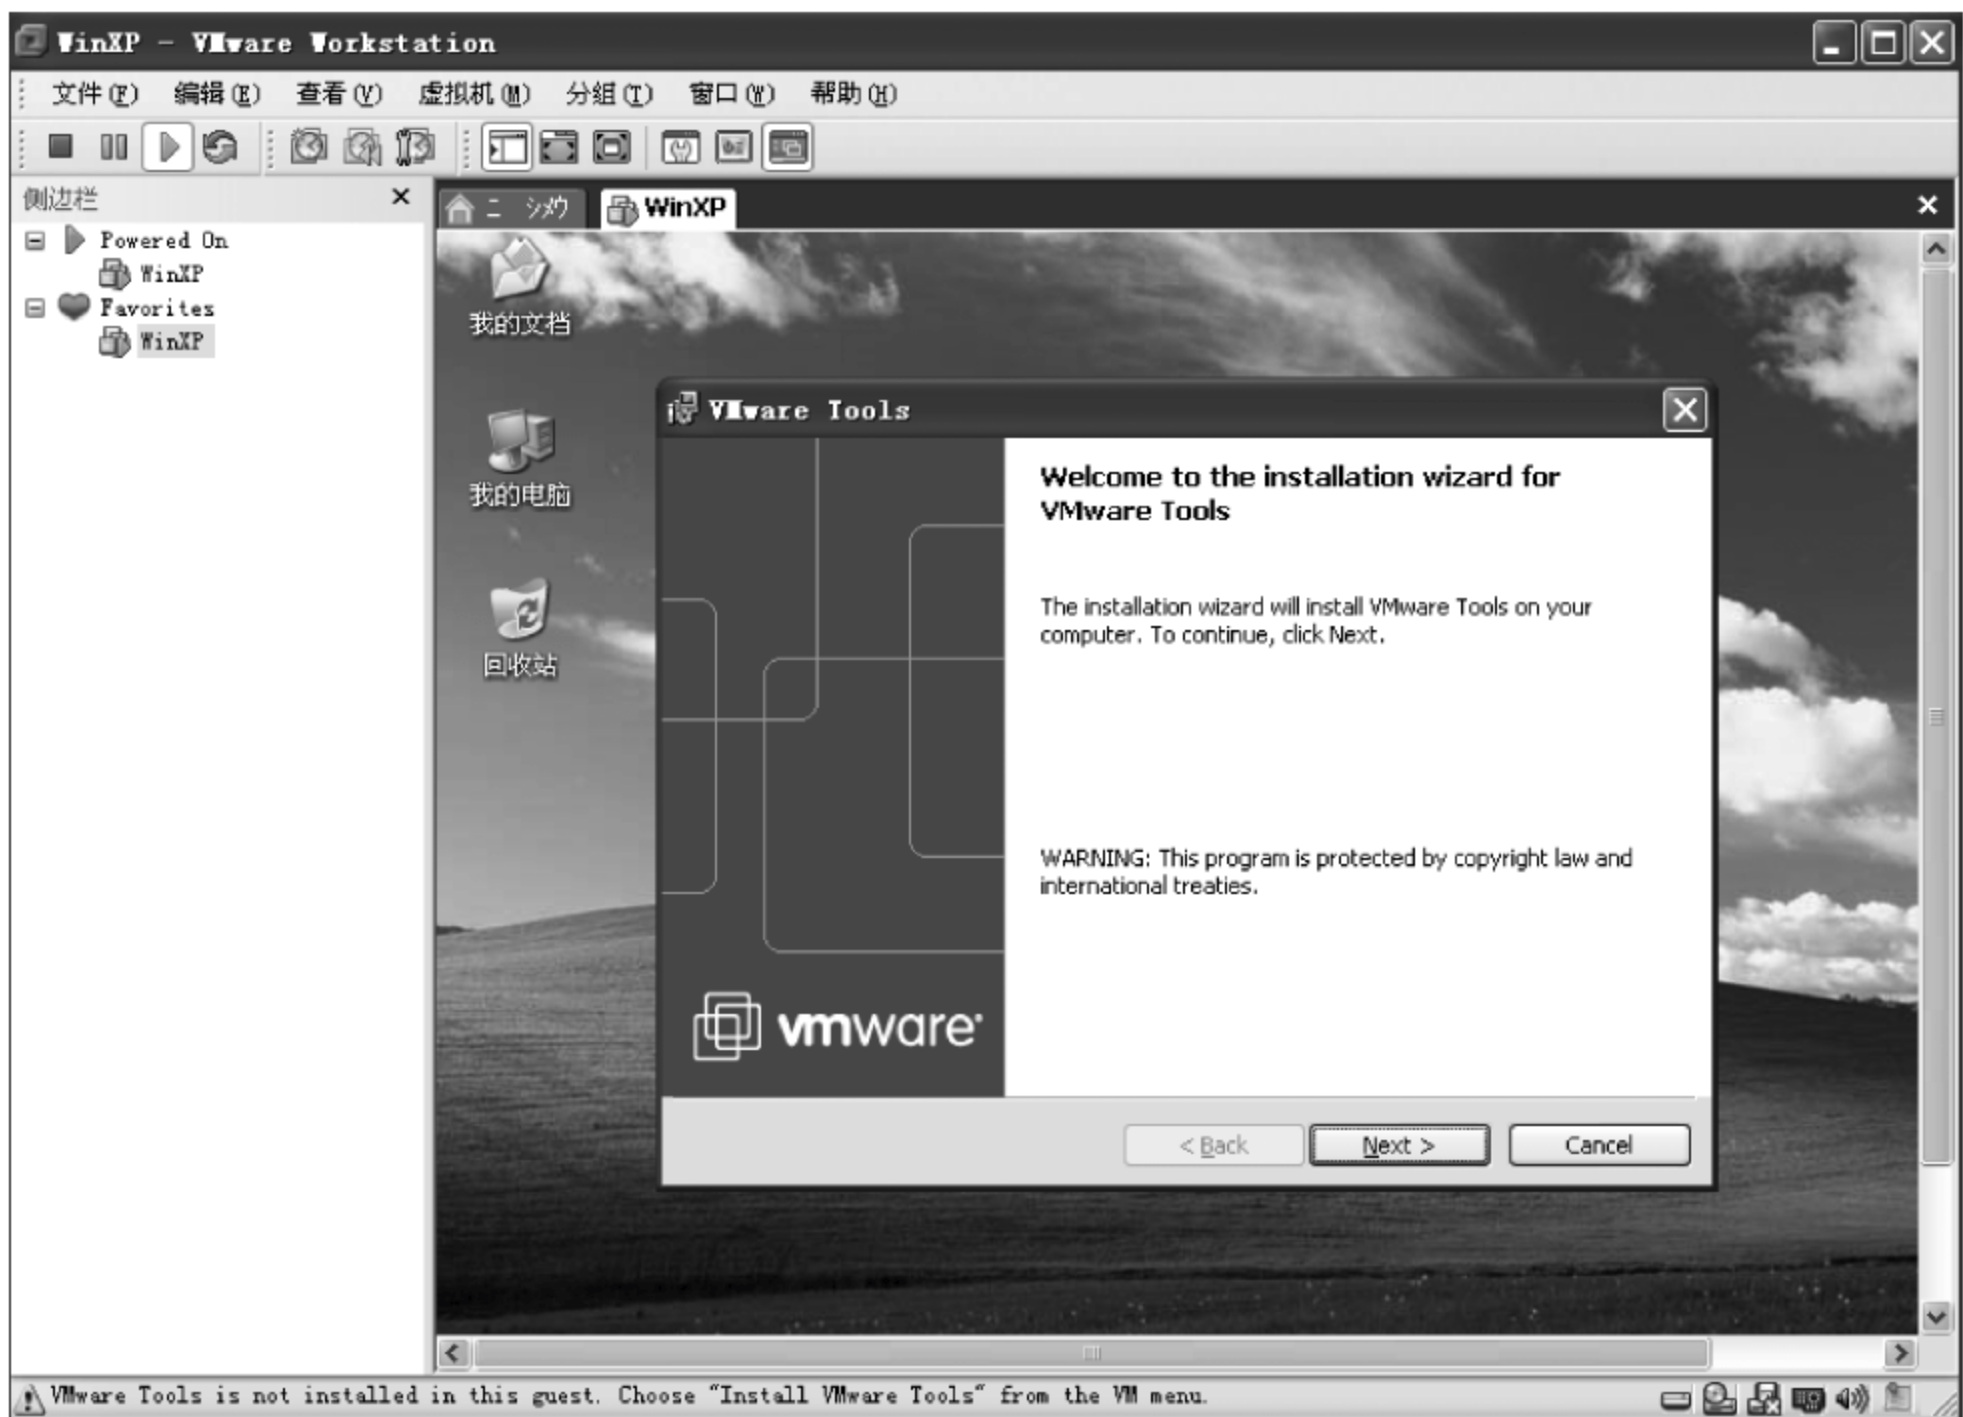 WinXP - VMware Workstation
文件(F) 编辑(E) 查看(V) 虚拟机(M) 分组(T) 窗口(W) 帮助(H)
侧边栏
Powered On
WinXP
Favorites
WinXP
ニ シメウ WinXP
我的文档
我的电脑
回收站
VMware Tools
Welcome to the installation wizard for
VMware Tools
The installation wizard will install VMware Tools on your
computer. To continue, click Next.
WARNING: This program is protected by copyright law and
international treaties.
vmware
< Back Next > Cancel
VMware Tools is not installed in this guest. Choose "Install VMware Tools" from the VM menu.